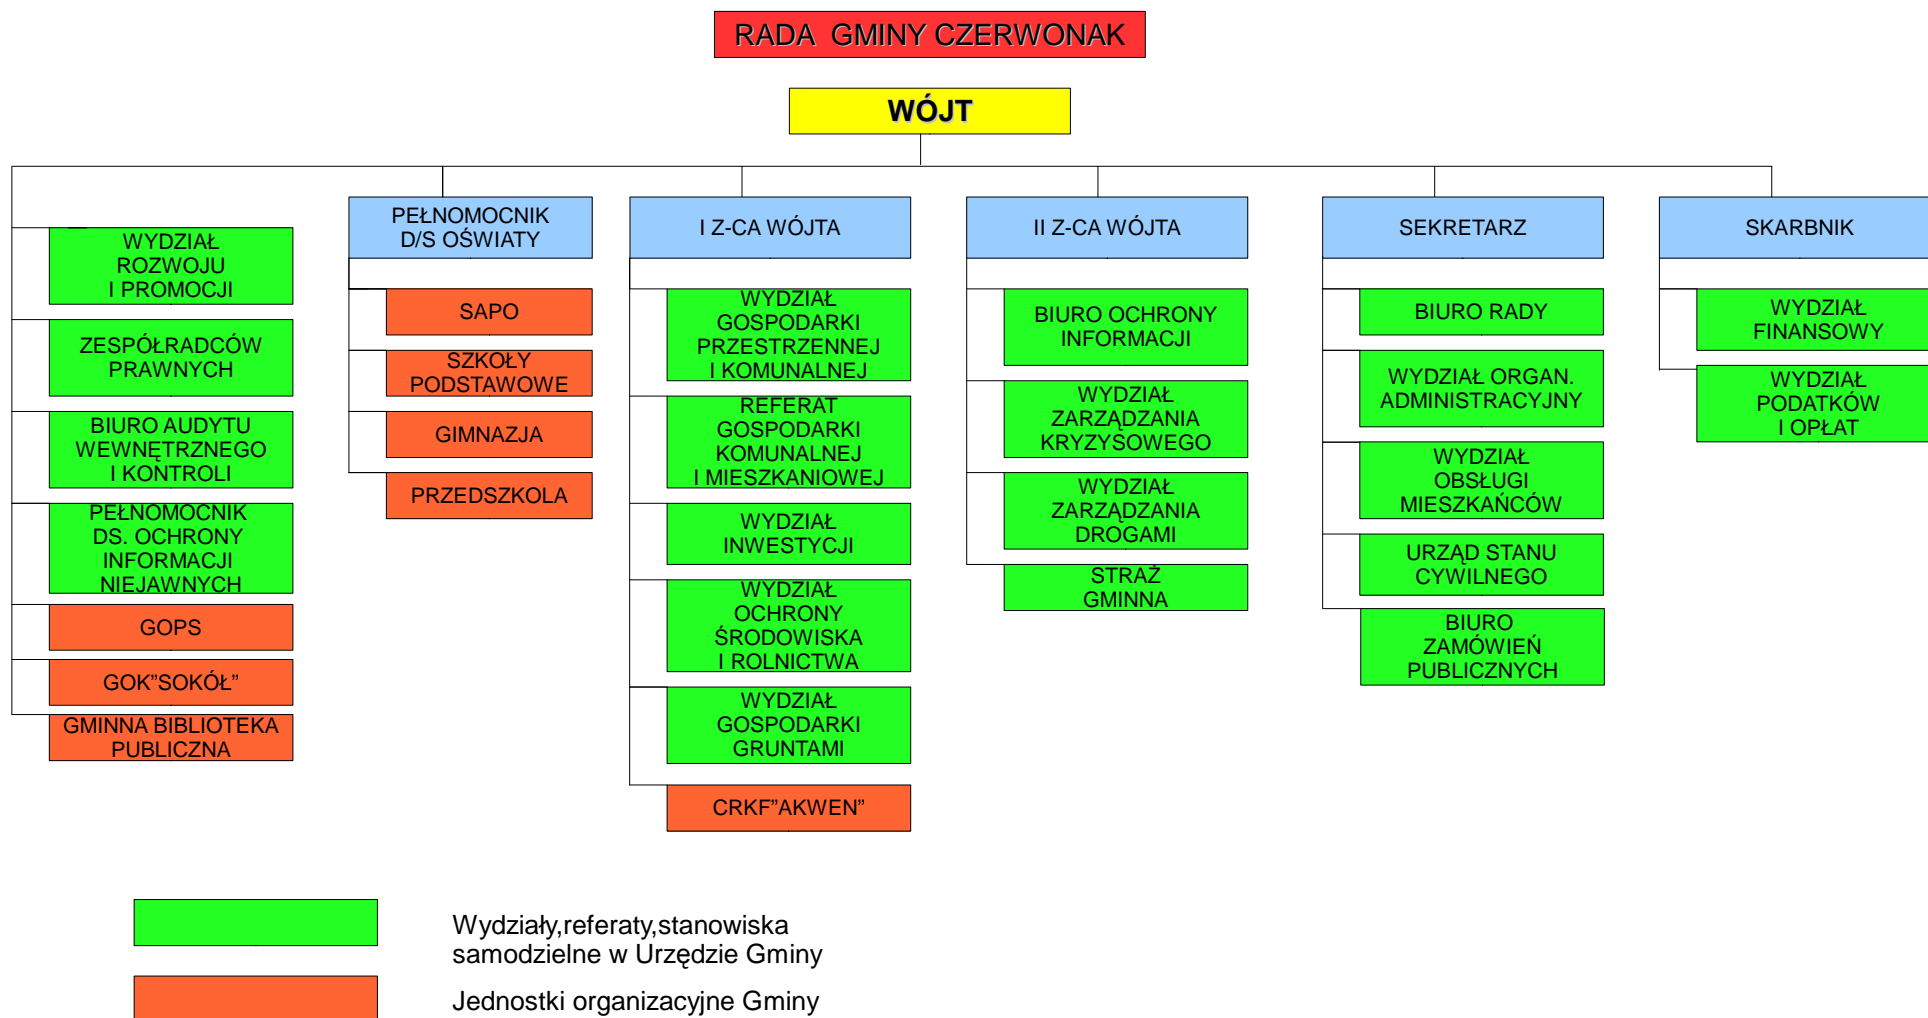 RADA GMINY CZERWONAK
WÓJT
WYDZIAŁ
ROZWOJU
I PROMOCJI
ZESPÓŁRADCÓW
PRAWNYCH
BIURO AUDYTU
WEWNĘTRZNEGO
I KONTROLI
PEŁNOMOCNIK
DS. OCHRONY
INFORMACJI
NIEJAWNYCH
GOPS
GOK”SOKÓŁ”
GMINNA BIBLIOTEKA
PUBLICZNA
PEŁNOMOCNIK
D/S OŚWIATY
SAPO
SZKOŁY
PODSTAWOWE
GIMNAZJA
PRZEDSZKOLA
I Z-CA WÓJTA
WYDZIAŁ
GOSPODARKI
PRZESTRZENNEJ
I KOMUNALNEJ
REFERAT
GOSPODARKI
KOMUNALNEJ
I MIESZKANIOWEJ
WYDZIAŁ
INWESTYCJI
WYDZIAŁ
OCHRONY
ŚRODOWISKA
I ROLNICTWA
WYDZIAŁ
GOSPODARKI
GRUNTAMI
CRKF”AKWEN”
II Z-CA WÓJTA
BIURO OCHRONY
INFORMACJI
WYDZIAŁ
ZARZĄDZANIA
KRYZYSOWEGO
WYDZIAŁ
ZARZĄDZANIA
DROGAMI
STRAŻ
GMINNA
SEKRETARZ
BIURO RADY
WYDZIAŁ ORGAN.
ADMINISTRACYJNY
WYDZIAŁ
OBSŁUGI
MIESZKAŃCÓW
URZĄD STANU
CYWILNEGO
BIURO
ZAMÓWIEŃ
PUBLICZNYCH
SKARBNIK
WYDZIAŁ
FINANSOWY
WYDZIAŁ
PODATKÓW
I OPŁAT
Wydziały,referaty,stanowiska
samodzielne w Urzędzie Gminy
Jednostki organizacyjne Gminy